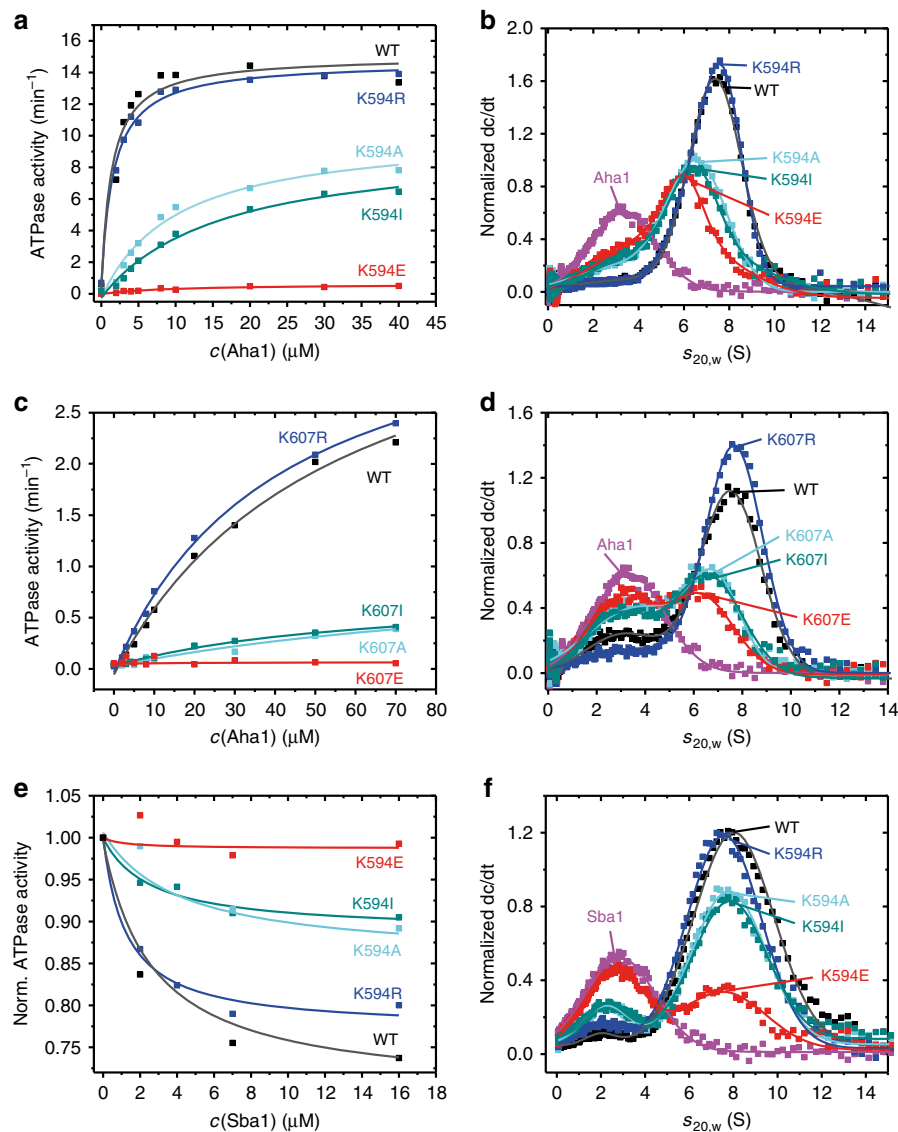 a
ATPase activity (min⁻¹)
16
14
12
10
8
6
4
2
0
WT
K594R
K594A
K594I
K594E
0 5 10 15 20 25 30 35 40 45
c(Aha1) (μM)
b
Normalized dc/dt
2.0
1.6
1.2
0.8
0.4
0.0
K594R
WT
K594A
K594I
K594E
Aha1
0 2 4 6 8 10 12 14
s20,w (S)
c
ATPase activity (min⁻¹)
2.5
2.0
1.5
1.0
0.5
0.0
K607R
WT
K607I
K607A
K607E
0 10 20 30 40 50 60 70 80
c(Aha1) (μM)
d
Normalized dc/dt
1.6
1.2
0.8
0.4
0.0
K607R
WT
K607A
K607I
K607E
Aha1
0 2 4 6 8 10 12 14
s20,w (S)
e
Norm. ATPase activity
1.05
1.00
0.95
0.90
0.85
0.80
0.75
K594E
K594I
K594A
K594R
WT
0 2 4 6 8 10 12 14 16 18
c(Sba1) (μM)
f
Normalized dc/dt
1.6
1.2
0.8
0.4
0.0
WT
K594R
K594A
K594I
K594E
Sba1
0 2 4 6 8 10 12 14
s20,w (S)